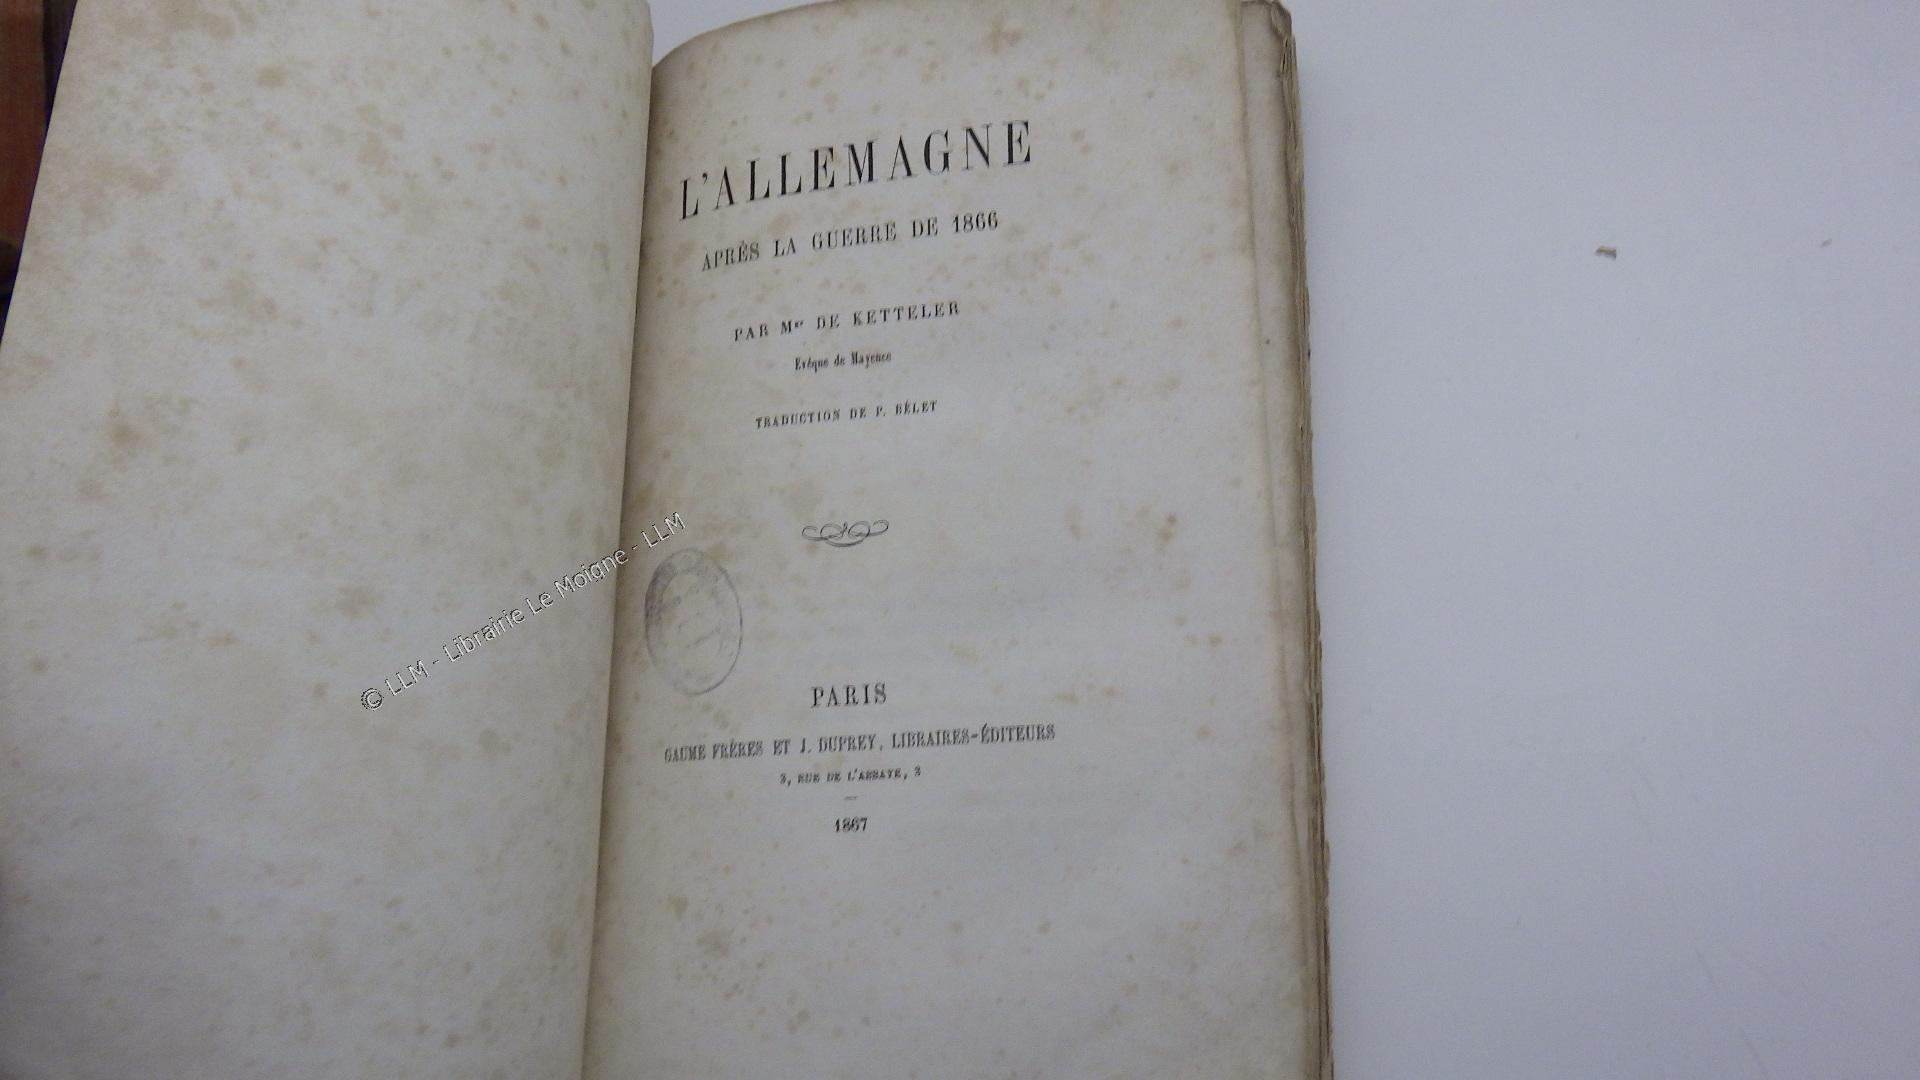 L'ALLEMAGNE
APRÈS LA GUERRE DE 1866
PAR Mgr DE KETTELER
Evêque de Mayence
TRADUCTION DE P. BÉLET
© LLM - Librairie Le Moigne - LLM
PARIS
GAUME FRÈRES ET J. DUPREY, LIBRAIRES-ÉDITEURS
3, RUE DE L'ABBAYE, 3
1867